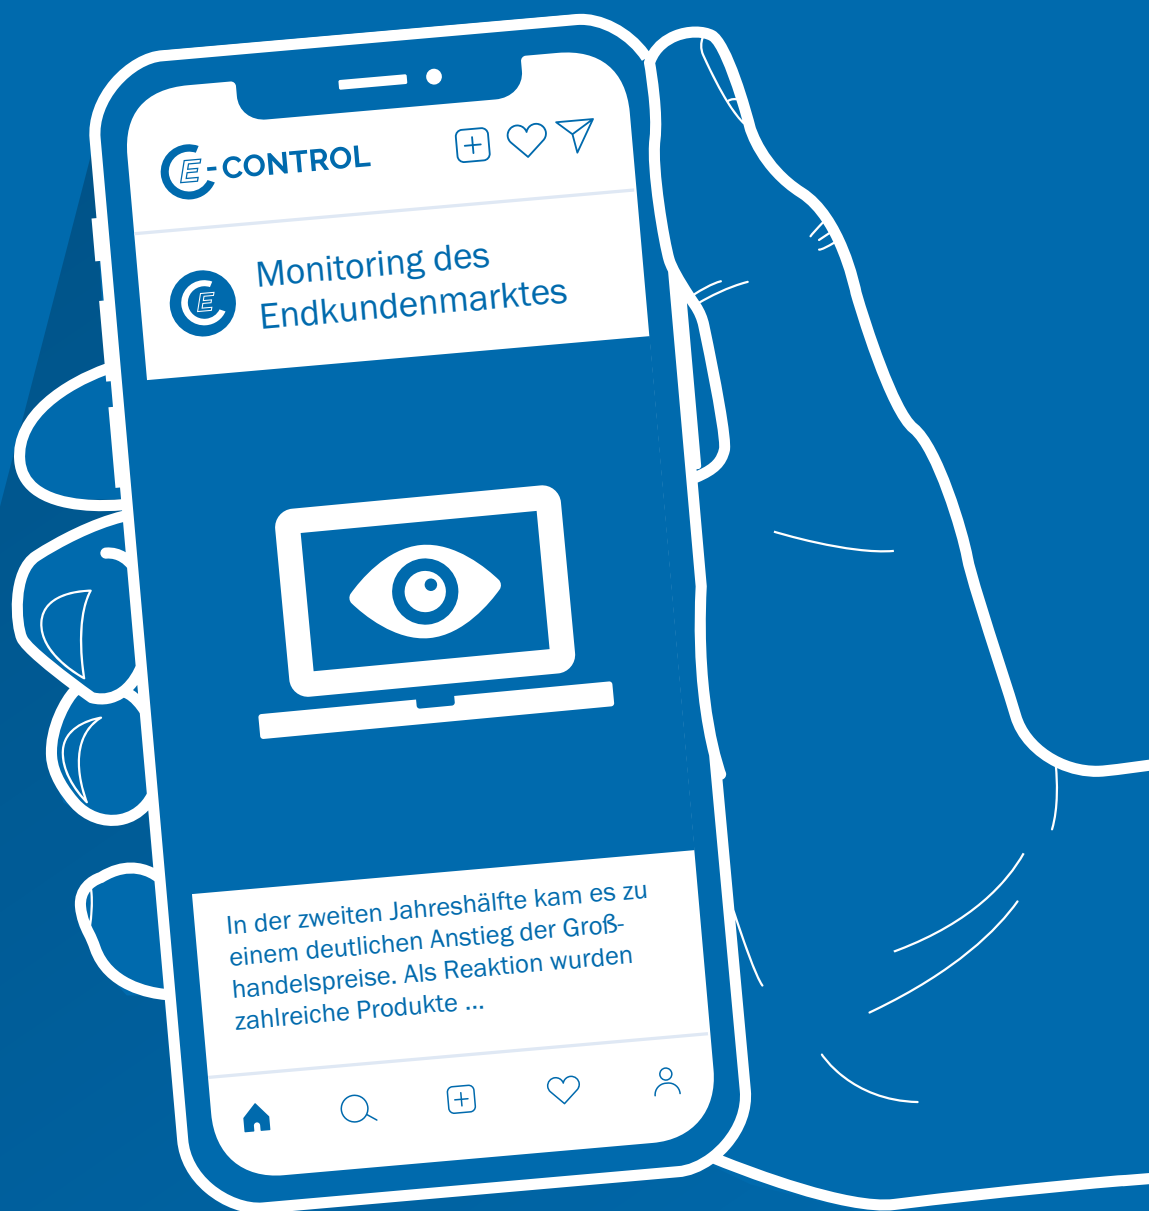 E-CONTROL
Monitoring des
Endkundenmarktes
In der zweiten Jahreshälfte kam es zu
einem deutlichen Anstieg der Groß-
handelspreise. Als Reaktion wurden
zahlreiche Produkte ...